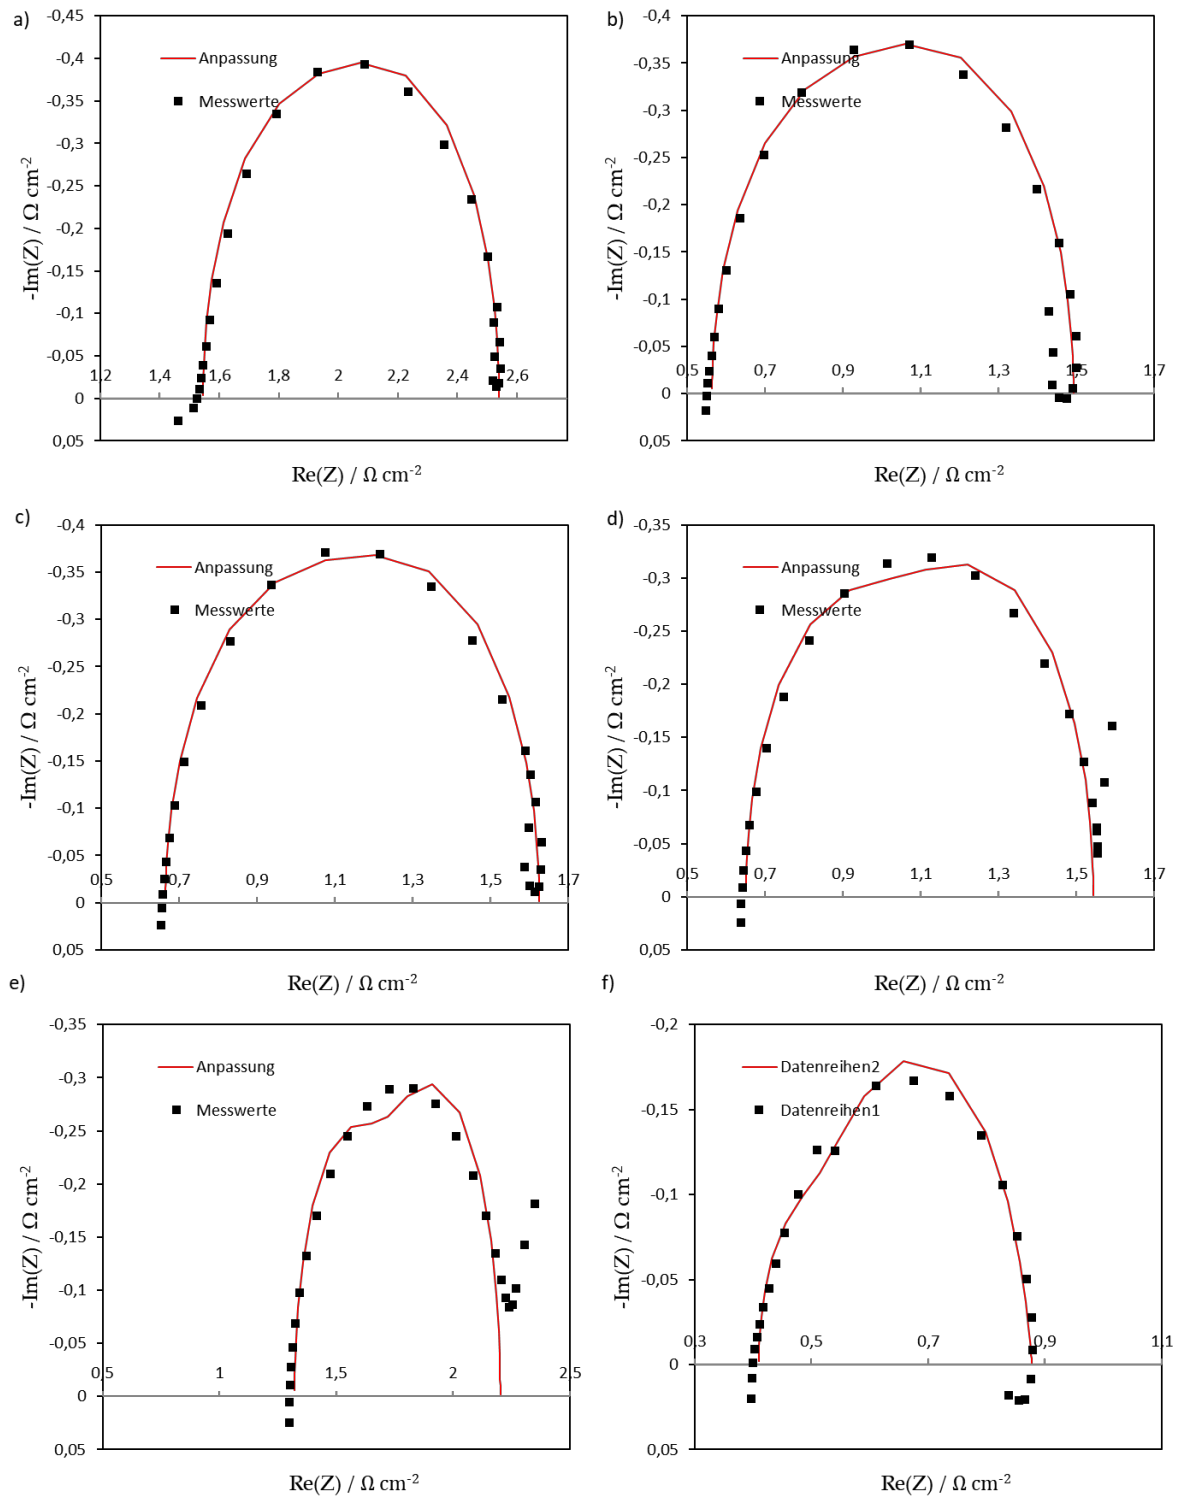 a)
-0,45
-0,4
-0,35
-0,3
-0,25
-0,2
-0,15
-0,1
-0,05
0
0,05
1,2 1,4 1,6 1,8 2 2,2 2,4 2,6
Anpassung
Messwerte
-Im(Z) / Ω cm-2
Re(Z) / Ω cm-2
b)
-0,4
-0,35
-0,3
-0,25
-0,2
-0,15
-0,1
-0,05
0
0,05
0,5 0,7 0,9 1,1 1,3 1,5 1,7
Anpassung
Messwerte
-Im(Z) / Ω cm-2
Re(Z) / Ω cm-2
c)
-0,4
-0,35
-0,3
-0,25
-0,2
-0,15
-0,1
-0,05
0
0,05
0,5 0,7 0,9 1,1 1,3 1,5 1,7
Anpassung
Messwerte
-Im(Z) / Ω cm-2
Re(Z) / Ω cm-2
d)
-0,35
-0,3
-0,25
-0,2
-0,15
-0,1
-0,05
0
0,05
0,5 0,7 0,9 1,1 1,3 1,5 1,7
Anpassung
Messwerte
-Im(Z) / Ω cm-2
Re(Z) / Ω cm-2
e)
-0,35
-0,3
-0,25
-0,2
-0,15
-0,1
-0,05
0
0,05
0,5 1 1,5 2 2,5
Anpassung
Messwerte
-Im(Z) / Ω cm-2
Re(Z) / Ω cm-2
f)
-0,2
-0,15
-0,1
-0,05
0
0,05
0,3 0,5 0,7 0,9 1,1
Datenreihen2
Datenreihen1
-Im(Z) / Ω cm-2
Re(Z) / Ω cm-2